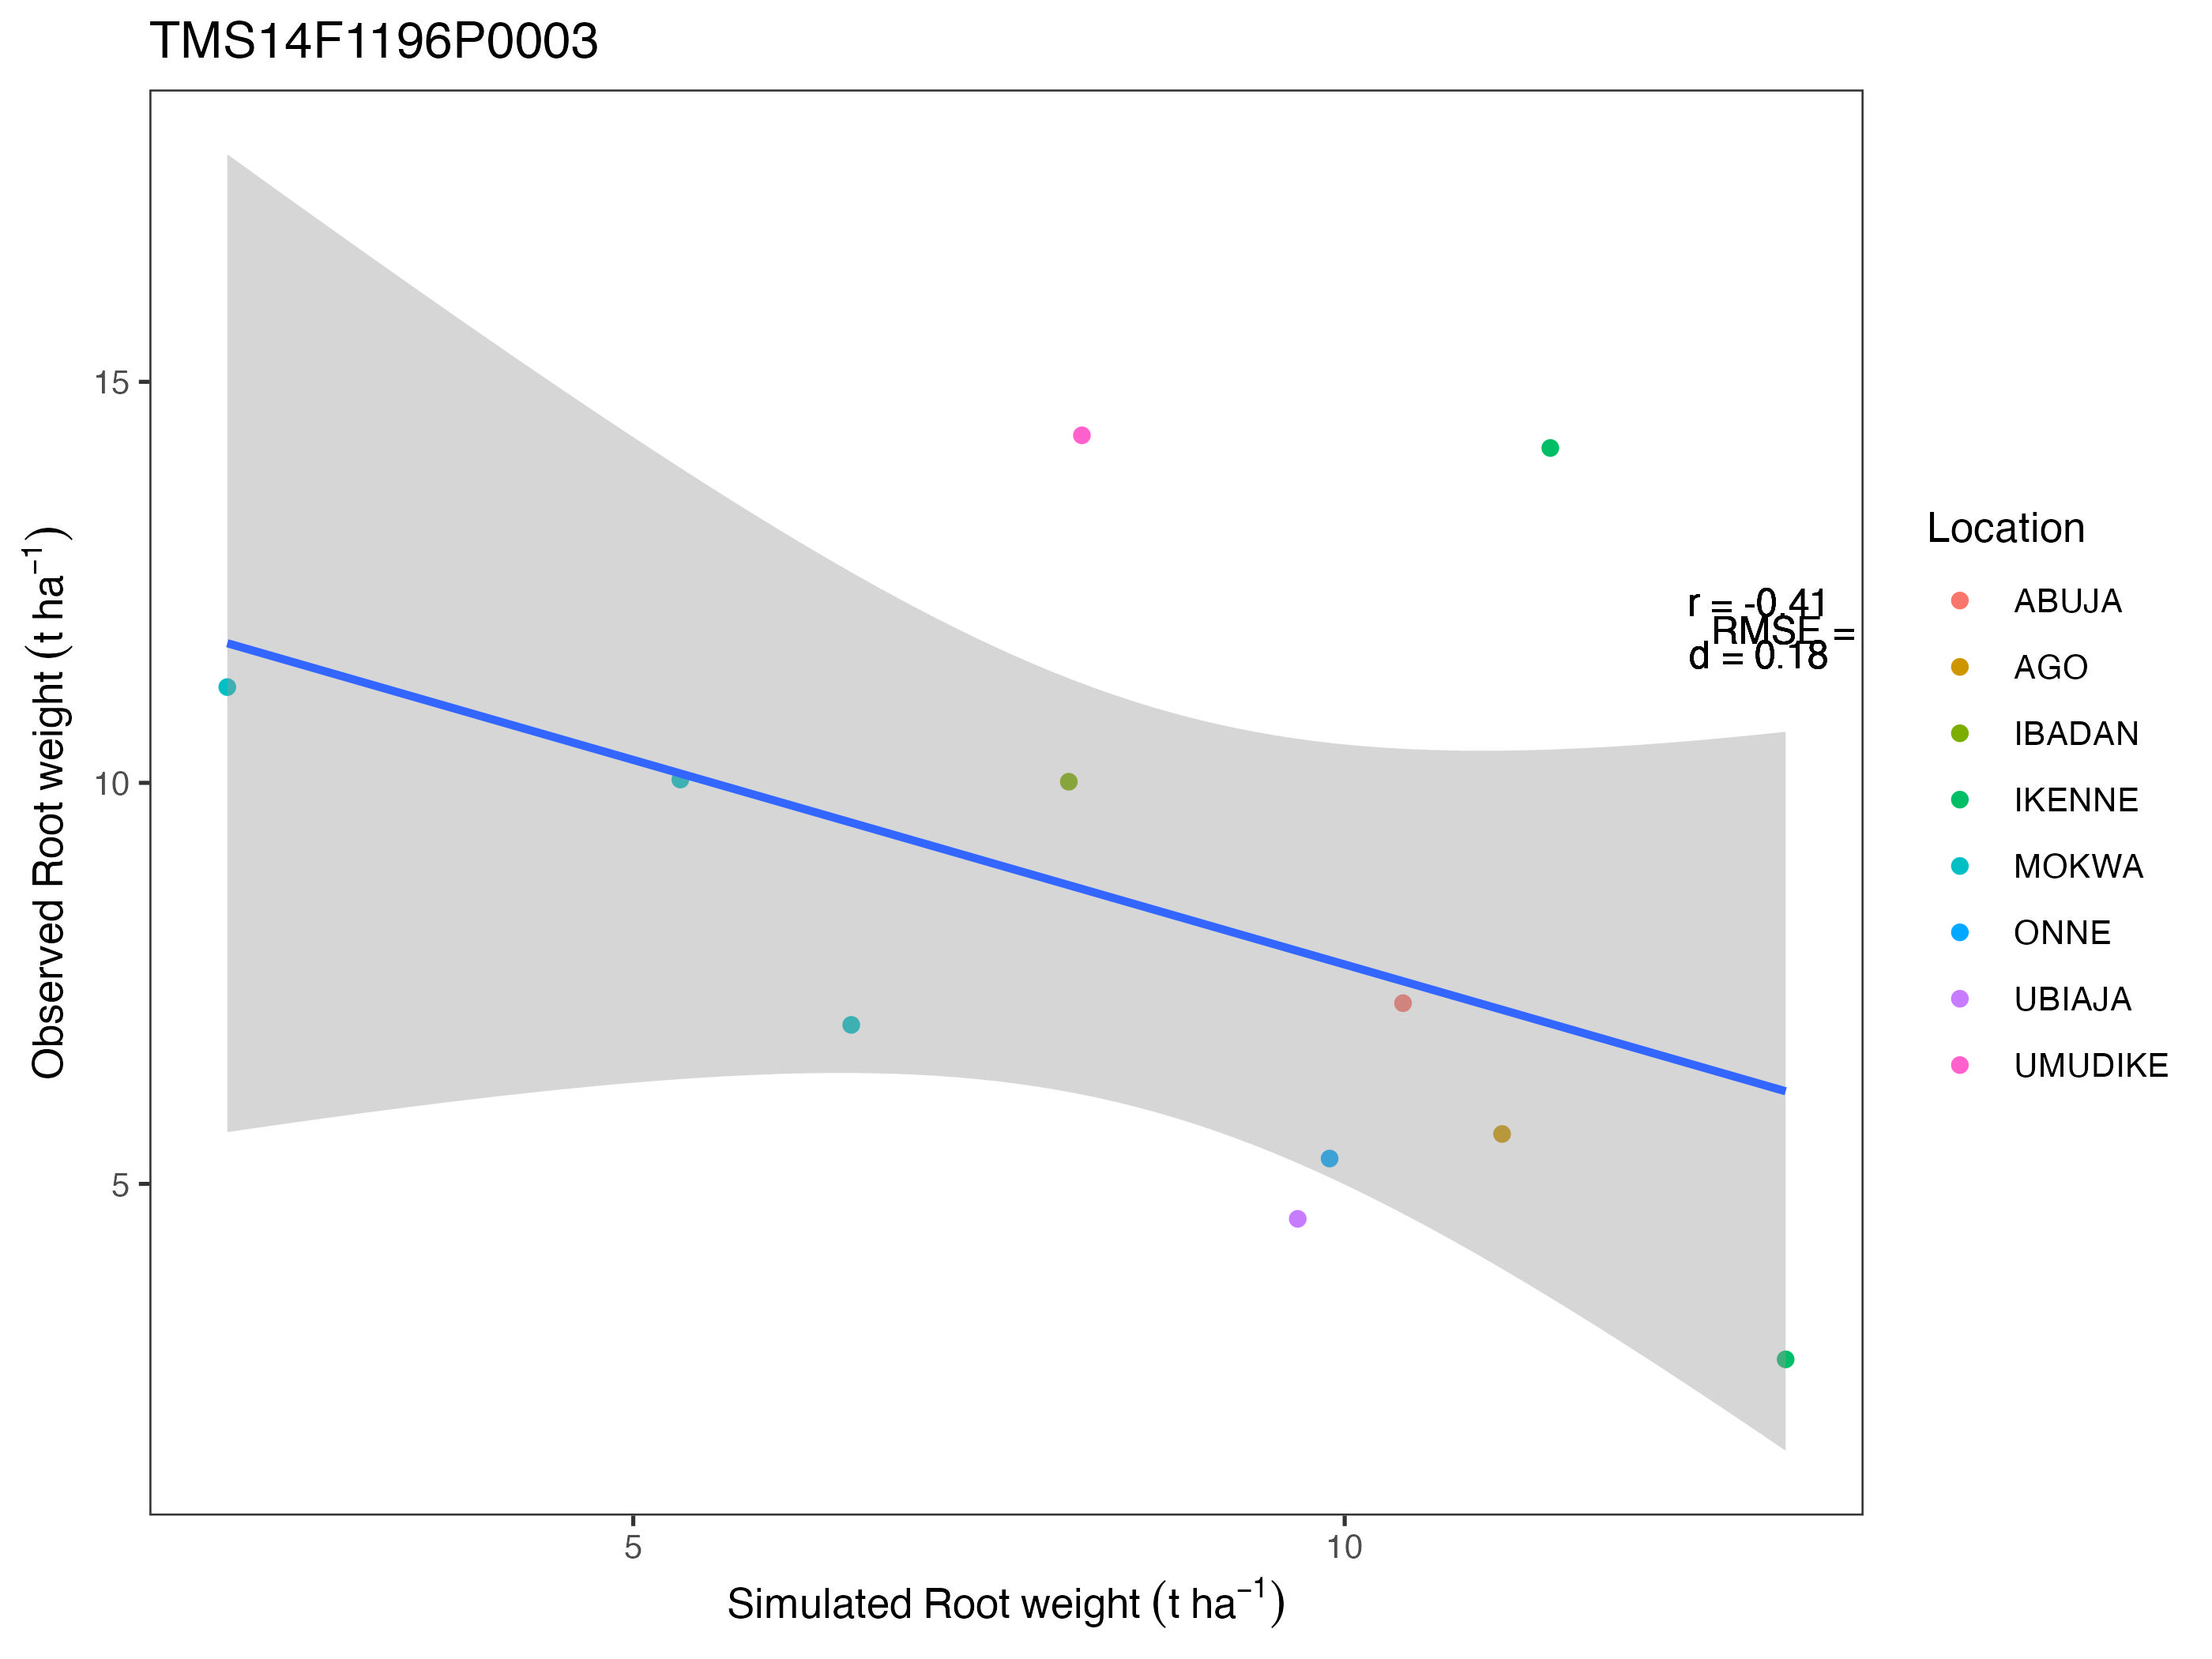 TMS14F1196P0003
Observed Root weight (t ha⁻¹)
15
10
5
r = -0.41
RMSE =
d = 0.18
5
10
Simulated Root weight (t ha⁻¹)
Location
ABUJA
AGO
IBADAN
IKENNE
MOKWA
ONNE
UBIAJA
UMUDIKE